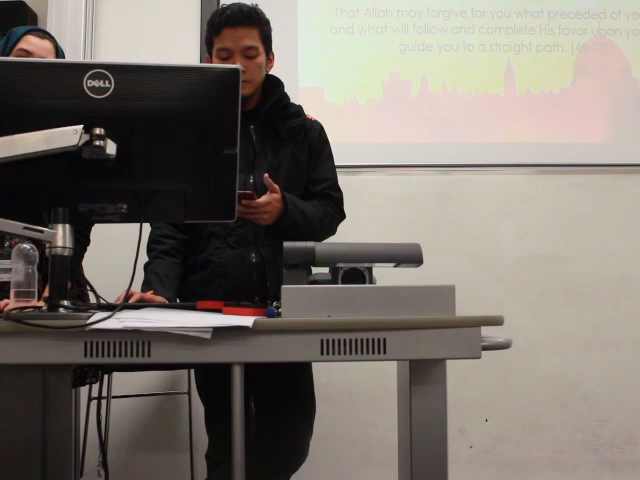 That Allah may forgive for you what preceded of yo
and what will follow and complete His favor upon yo
guide you to a straight path. [4
DELL